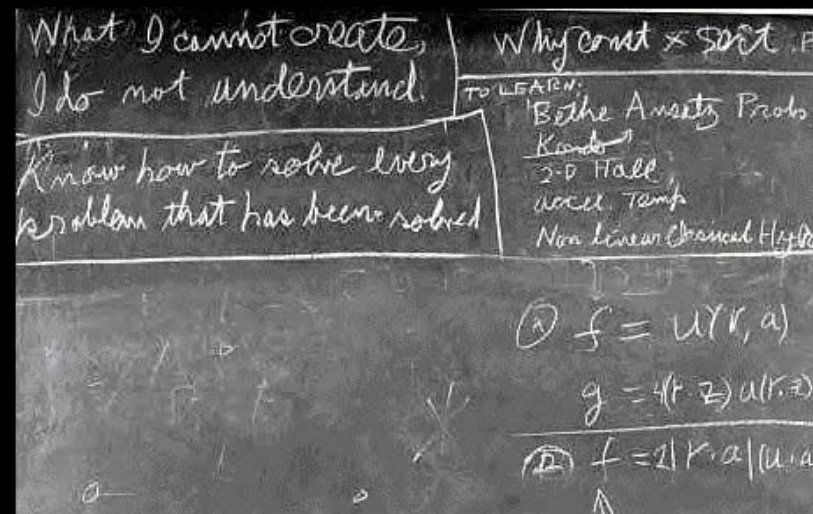 What I cannot create,
I do not understand.
Know how to solve every
problem that has been solved
Why const × sort . P
TO LEARN:
Bethe Ansatz Probs
Kondo
2-D Hall
accel. Temp
Non linear Classical Hydro
f = u(r, a)
g = 4(r·z) u(r,z)
f = 2|r·a|(u·a